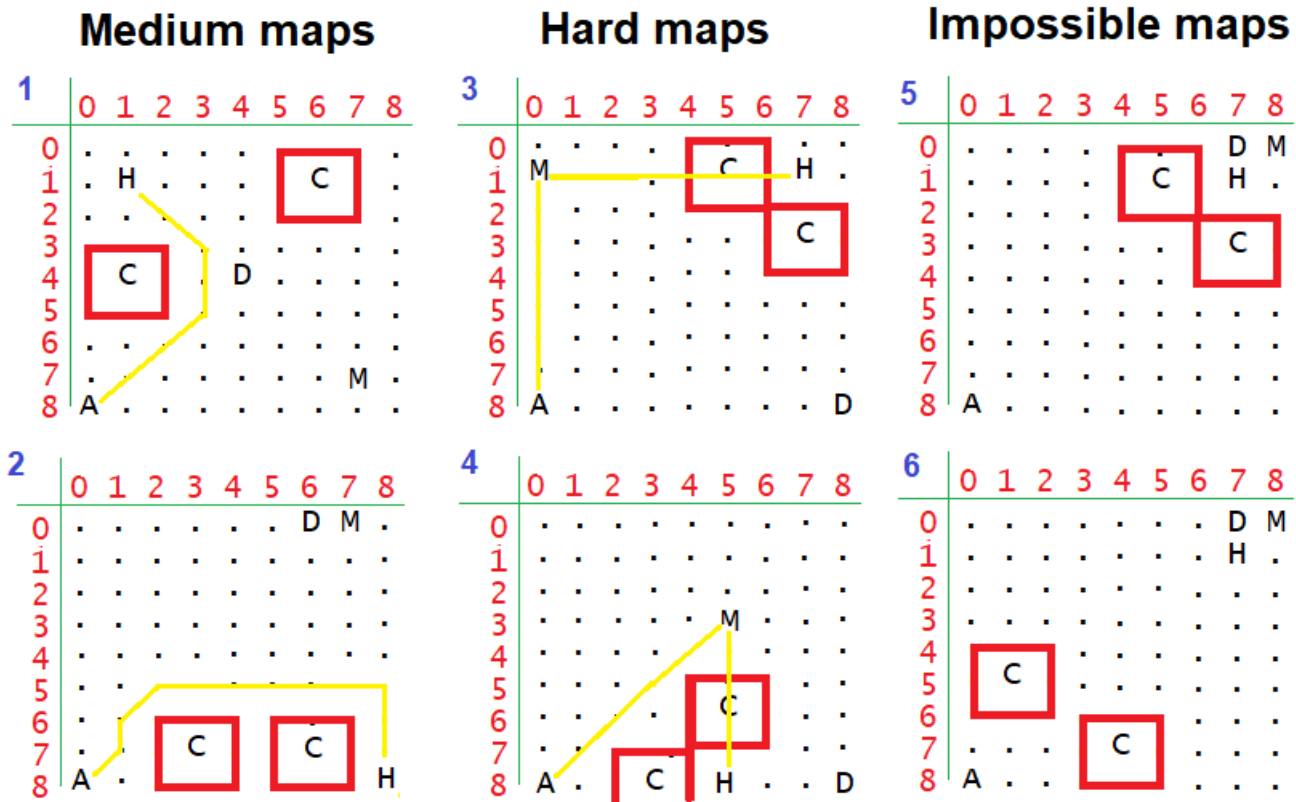 Medium maps
Hard maps
Impossible maps
1
0 1 2 3 4 5 6 7 8
0 . . . . . .
1 . H . . . C .
2 . . . . . .
3 . . . . . .
4 C . D . . . .
5 . . . . . .
6 . . . . . . . . .
7 . . . . . . . M .
8 A . . . . . . . .
3
0 1 2 3 4 5 6 7 8
0 . . . . . . .
1 M . C H .
2 . . . . .
3 . . . . . C
4 . . . . .
5 . . . . . . . .
6 . . . . . . . .
7 . . . . . . . . .
8 A . . . . . . . D
5
0 1 2 3 4 5 6 7 8
0 . . . . . D M
1 . . . . C H .
2 . . . . . .
3 . . . . . . C
4 . . . . . .
5 . . . . . . . . .
6 . . . . . . . . .
7 . . . . . . . . .
8 A . . . . . . . .
2
0 1 2 3 4 5 6 7 8
0 . . . . . . D M .
1 . . . . . . . . .
2 . . . . . . . . .
3 . . . . . . . . .
4 . . . . . . . . .
5 . . . . . . .
6 . . .
7 . . C C
8 A . H
4
0 1 2 3 4 5 6 7 8
0 . . . . . . . . .
1 . . . . . . . . .
2 . . . . . . . . .
3 . . . . . M . . .
4 . . . . . . . .
5 . . . . . . .
6 . . . . C . .
7 . . . . .
8 A . C H . . D
6
0 1 2 3 4 5 6 7 8
0 . . . . . . . D M
1 . . . . . . . H .
2 . . . . . . . . .
3 . . . . . . . . .
4 . . . . . .
5 C . . . . . .
6 . . .
7 . . . C . . .
8 A . . . . .